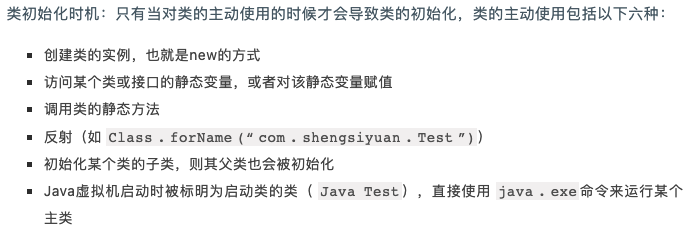 类初始化时机：只有当对类的主动使用的时候才会导致类的初始化，类的主动使用包括以下六种：
▪ 创建类的实例，也就是new的方式
▪ 访问某个类或接口的静态变量，或者对该静态变量赋值
▪ 调用类的静态方法
▪ 反射（如 Class.forName(“com.shengsiyuan.Test”)）
▪ 初始化某个类的子类，则其父类也会被初始化
▪ Java虚拟机启动时被标明为启动类的类（ Java Test），直接使用 java.exe命令来运行某个
主类